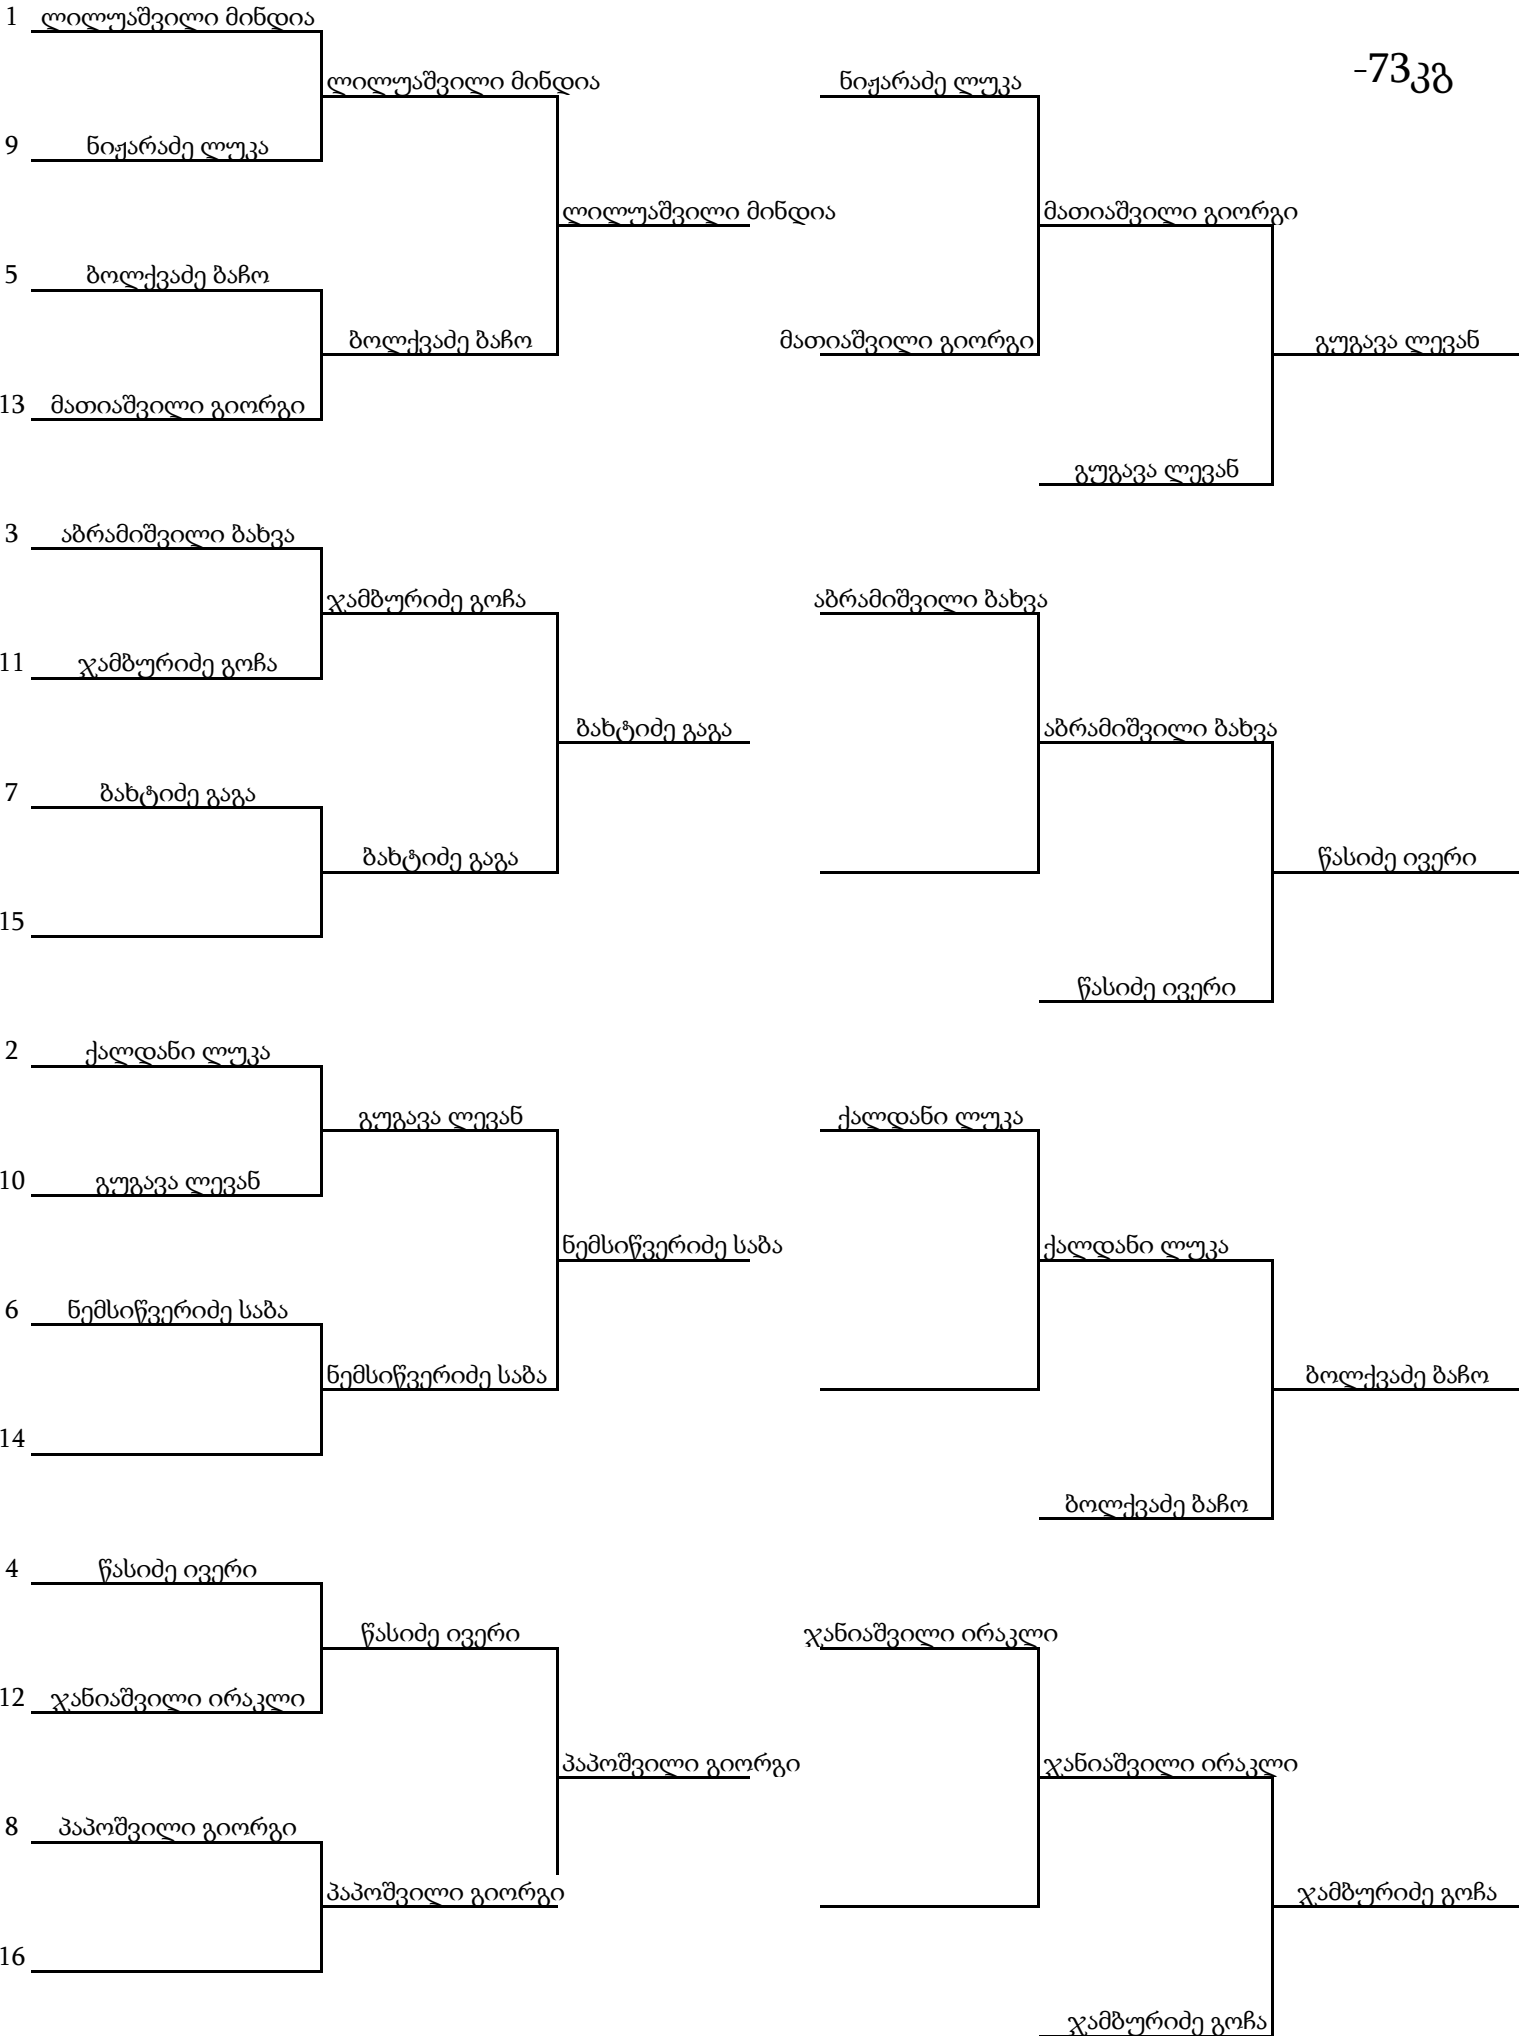 1 ლილუაშვილი მინდია
-73კგ
ლილუაშვილი მინდია
ნიჟარაძე ლუკა
9 ნიჟარაძე ლუკა
ლილუაშვილი მინდია
მათიაშვილი გიორგი
5 ბოლქვაძე ბაჩო
ბოლქვაძე ბაჩო
მათიაშვილი გიორგი
გუგავა ლევან
13 მათიაშვილი გიორგი
გუგავა ლევან
3 აბრამიშვილი ბახვა
ჯამბურიძე გოჩა
აბრამიშვილი ბახვა
11 ჯამბურიძე გოჩა
ბახტიძე გაგა
აბრამიშვილი ბახვა
7 ბახტიძე გაგა
ბახტიძე გაგა
წასიძე ივერი
15
წასიძე ივერი
2 ქალდანი ლუკა
გუგავა ლევან
ქალდანი ლუკა
10 გუგავა ლევან
ნემსიწვერიძე საბა
ქალდანი ლუკა
6 ნემსიწვერიძე საბა
ნემსიწვერიძე საბა
ბოლქვაძე ბაჩო
14
ბოლქვაძე ბაჩო
4 წასიძე ივერი
წასიძე ივერი
ჯანიაშვილი ირაკლი
12 ჯანიაშვილი ირაკლი
პაპოშვილი გიორგი
ჯანიაშვილი ირაკლი
8 პაპოშვილი გიორგი
პაპოშვილი გიორგი
ჯამბურიძე გოჩა
16
ჯამბურიძე გოჩა